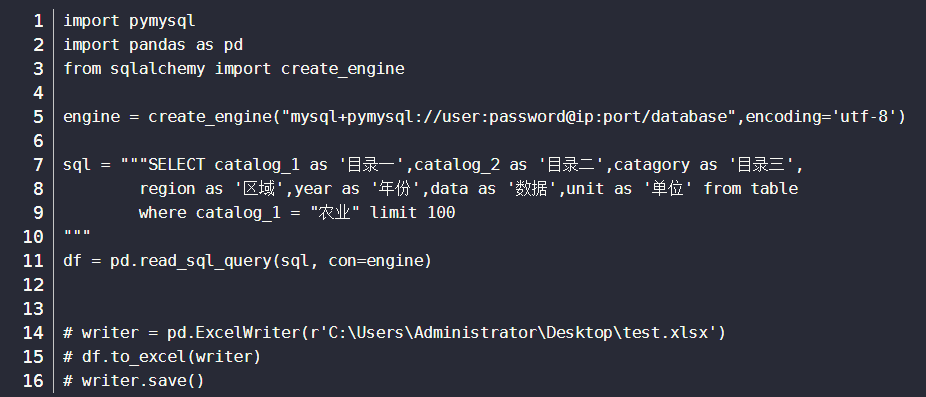 1 import pymysql
2 import pandas as pd
3 from sqlalchemy import create_engine
4
5 engine = create_engine("mysql+pymysql://user:password@ip:port/database",encoding='utf-8')
6
7 sql = """SELECT catalog_1 as '目录一',catalog_2 as '目录二',catagory as '目录三',
8         region as '区域',year as '年份',data as '数据',unit as '单位' from table
9         where catalog_1 = "农业" limit 100
10 """
11 df = pd.read_sql_query(sql, con=engine)
12
13
14 # writer = pd.ExcelWriter(r'C:\Users\Administrator\Desktop\test.xlsx')
15 # df.to_excel(writer)
16 # writer.save()